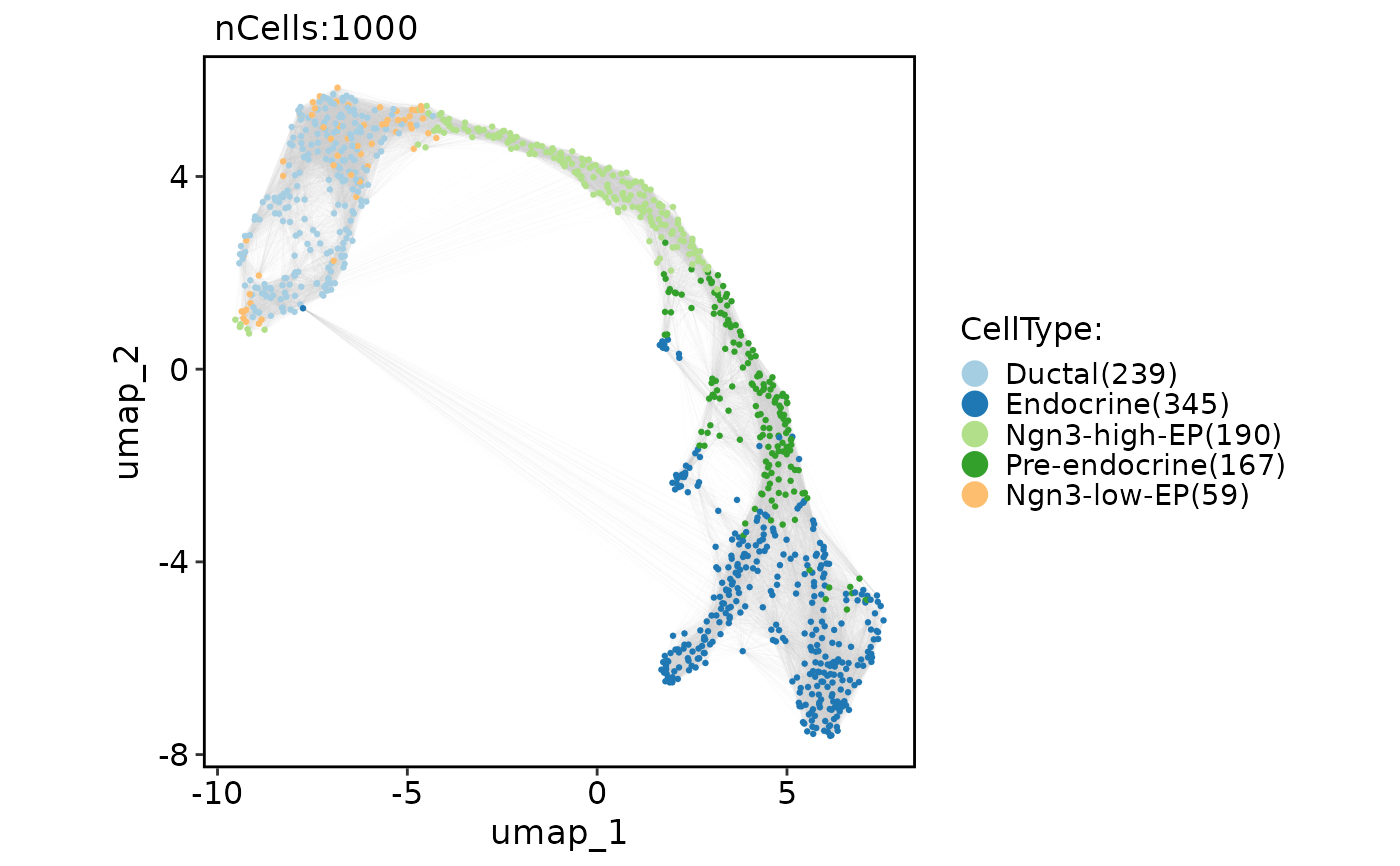 nCells:1000
umap_2
4
0
-4
-8
-10 -5 0 5
umap_1
CellType:
Ductal(239)
Endocrine(345)
Ngn3-high-EP(190)
Pre-endocrine(167)
Ngn3-low-EP(59)